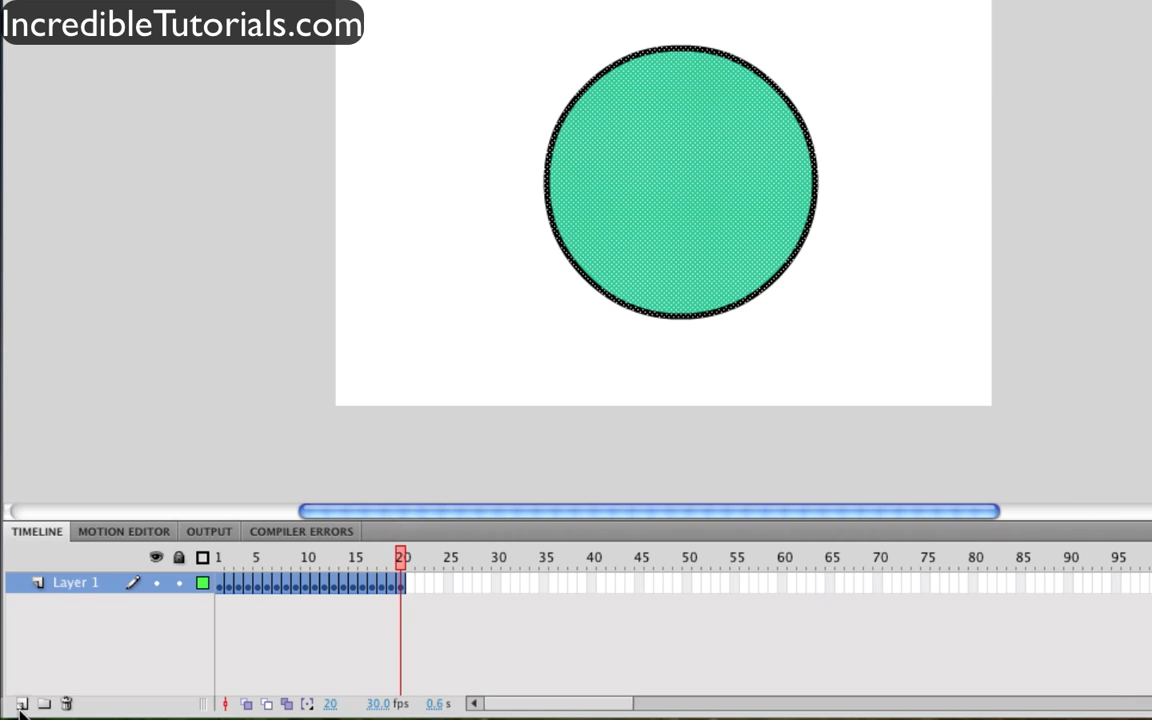 IncredibleTutorials.com
TIMELINE MOTION EDITOR OUTPUT COMPILER ERRORS
1 5 10 15 20 25 30 35 40 45 50 55 60 65 70 75 80 85 90 95
Layer 1
20 30.0 fps 0.6 s